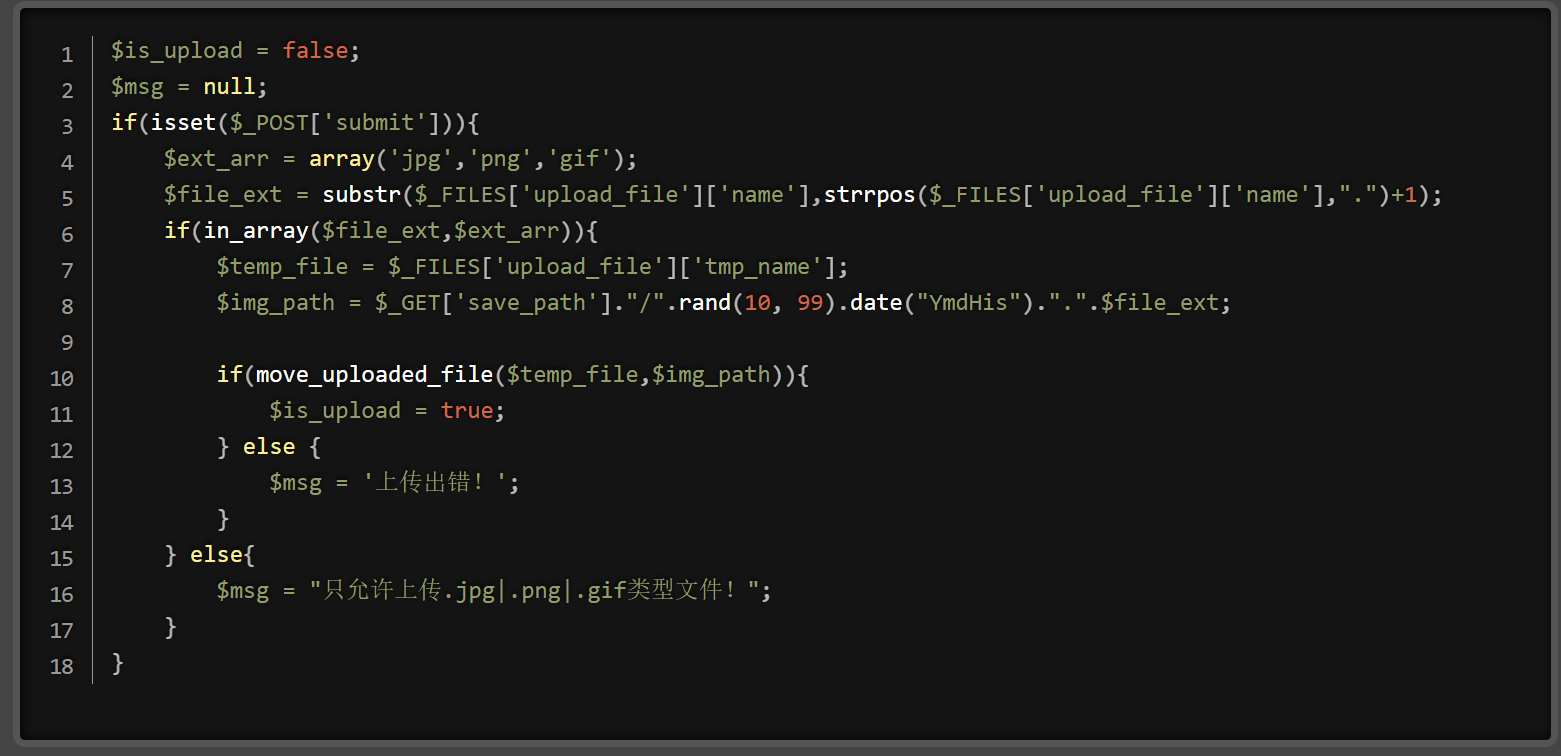 1 $is_upload = false;
2 $msg = null;
3 if(isset($_POST['submit'])){
4     $ext_arr = array('jpg','png','gif');
5     $file_ext = substr($_FILES['upload_file']['name'],strrpos($_FILES['upload_file']['name'],".")+1);
6     if(in_array($file_ext,$ext_arr)){
7         $temp_file = $_FILES['upload_file']['tmp_name'];
8         $img_path = $_GET['save_path']."/".rand(10, 99).date("YmdHis").".".$file_ext;
9
10         if(move_uploaded_file($temp_file,$img_path)){
11             $is_upload = true;
12         } else {
13             $msg = '上传出错！';
14         }
15     } else{
16         $msg = "只允许上传.jpg|.png|.gif类型文件！";
17     }
18 }